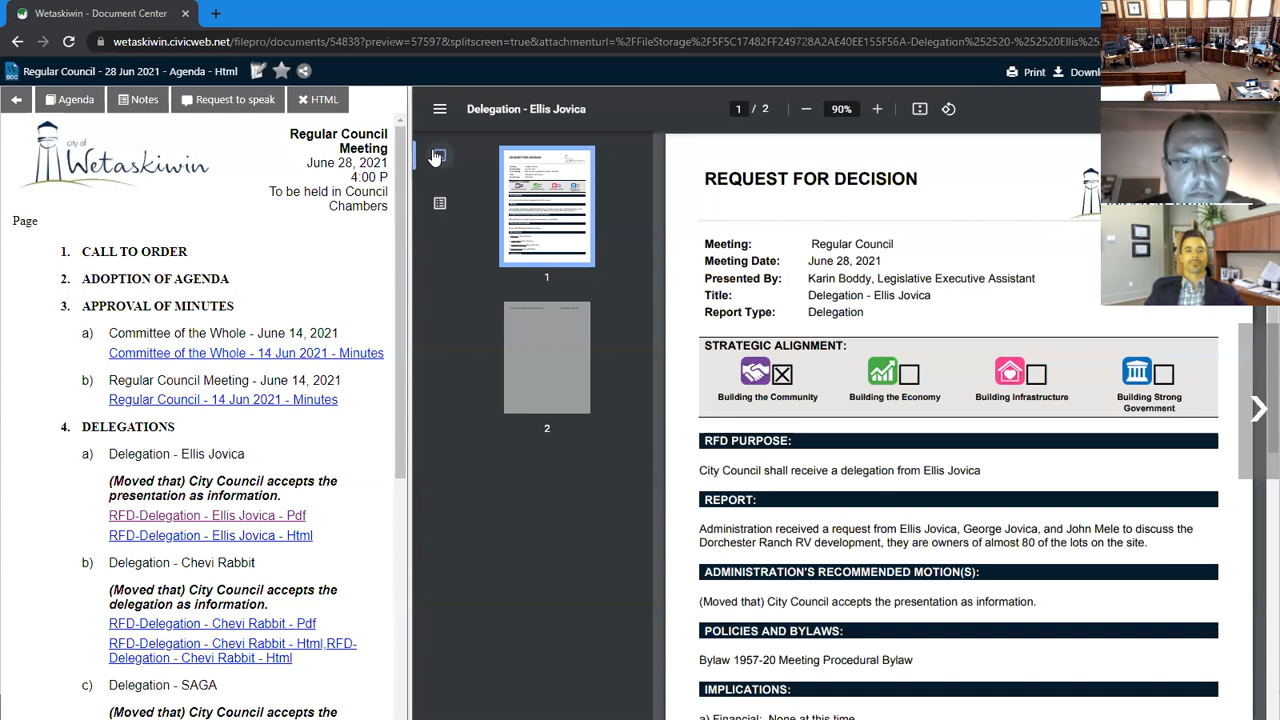 Wetaskiwin - Document Center
wetaskiwin.civicweb.net/filepro/documents/
Regular Council - 28 Jun 2021 - Agenda - Html
Print
Agenda
Notes
Request to speak
HTML
city of
Wetaskiwin
Regular Council
Meeting
June 28, 2021
4:00 P
To be held in Council
Chambers
Page
1. CALL TO ORDER
2. ADOPTION OF AGENDA
3. APPROVAL OF MINUTES
a) Committee of the Whole - June 14, 2021
Committee of the Whole - 14 Jun 2021 - Minutes
b) Regular Council Meeting - June 14, 2021
Regular Council - 14 Jun 2021 - Minutes
4. DELEGATIONS
a) Delegation - Ellis Jovica
(Moved that) City Council accepts the
presentation as information.
RFD-Delegation - Ellis Jovica - Pdf
RFD-Delegation - Ellis Jovica - Html
b) Delegation - Chevi Rabbit
(Moved that) City Council accepts the
delegation as information.
RFD-Delegation - Chevi Rabbit - Pdf
RFD-Delegation - Chevi Rabbit - Html,RFD-
Delegation - Chevi Rabbit - Html
c) Delegation - SAGA
(Moved that) City Council accepts the
Delegation - Ellis Jovica
1 / 2
90%
1
2
REQUEST FOR DECISION
Meeting: Regular Council
Meeting Date: June 28, 2021
Presented By: Karin Boddy, Legislative Executive Assistant
Title: Delegation - Ellis Jovica
Report Type: Delegation
STRATEGIC ALIGNMENT:
Building the Community
Building the Economy
Building Infrastructure
Building Strong
Government
RFD PURPOSE:
City Council shall receive a delegation from Ellis Jovica
REPORT:
Administration received a request from Ellis Jovica, George Jovica, and John Mele to discuss the
Dorchester Ranch RV development, they are owners of almost 80 of the lots on the site.
ADMINISTRATION'S RECOMMENDED MOTION(S):
(Moved that) City Council accepts the presentation as information.
POLICIES AND BYLAWS:
Bylaw 1957-20 Meeting Procedural Bylaw
IMPLICATIONS:
a) Financial: None at this time